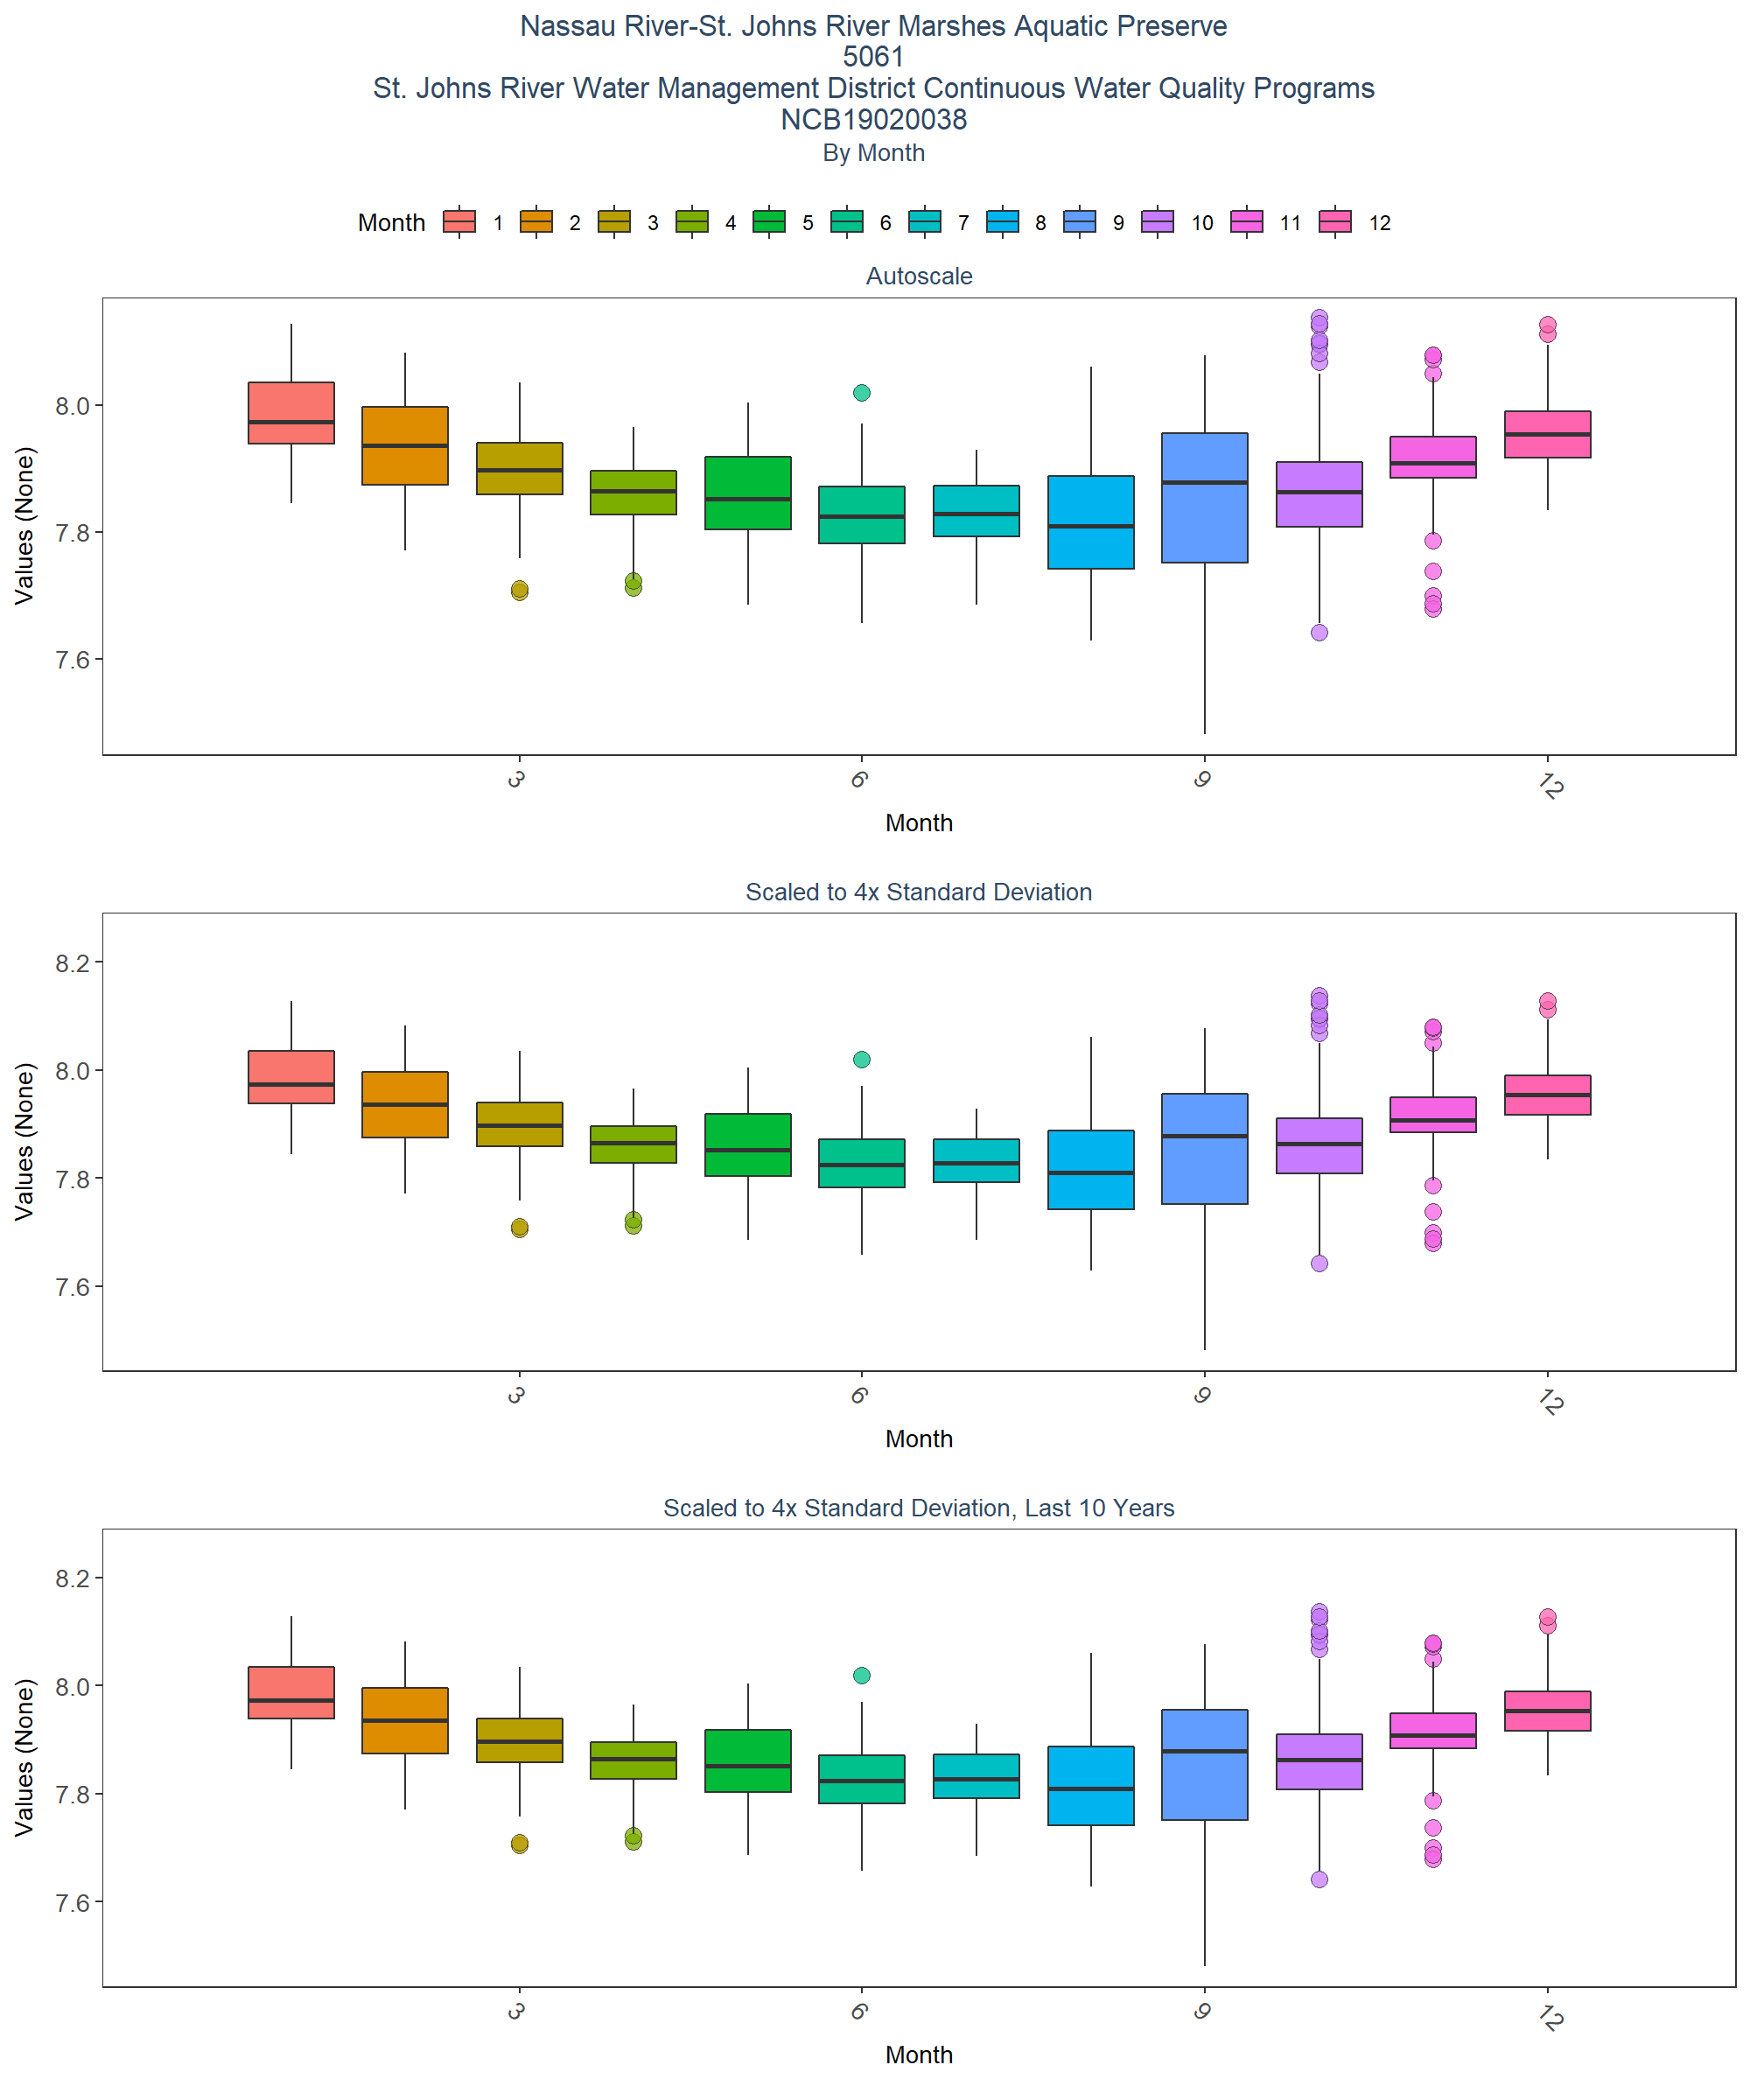 Nassau River-St. Johns River Marshes Aquatic Preserve
5061
St. Johns River Water Management District Continuous Water Quality Programs
NCB19020038
By Month
Month 1 2 3 4 5 6 7 8 9 10 11 12
Autoscale
Values (None)
8.0
7.8
7.6
3 6 9 12
Month
Scaled to 4x Standard Deviation
Values (None)
8.2
8.0
7.8
7.6
3 6 9 12
Month
Scaled to 4x Standard Deviation, Last 10 Years
Values (None)
8.2
8.0
7.8
7.6
3 6 9 12
Month